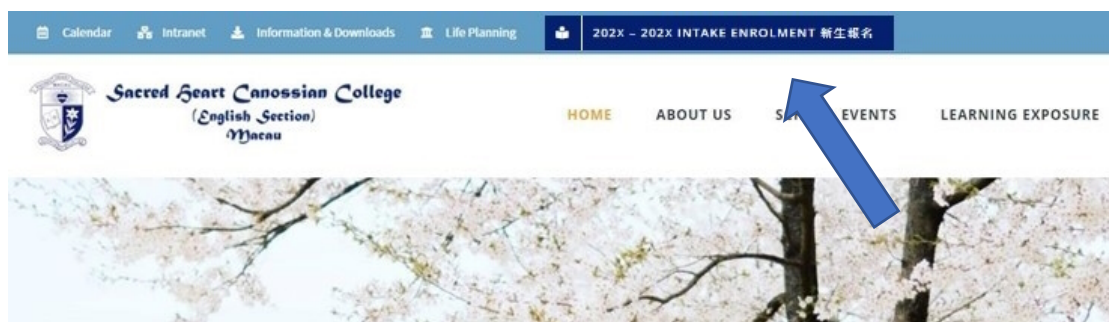 Calendar Intranet Information & Downloads Life Planning 202X – 202X INTAKE ENROLMENT 新生報名
Sacred Heart Canossian College
(English Section)
Macau
HOME ABOUT US EVENTS LEARNING EXPOSURE